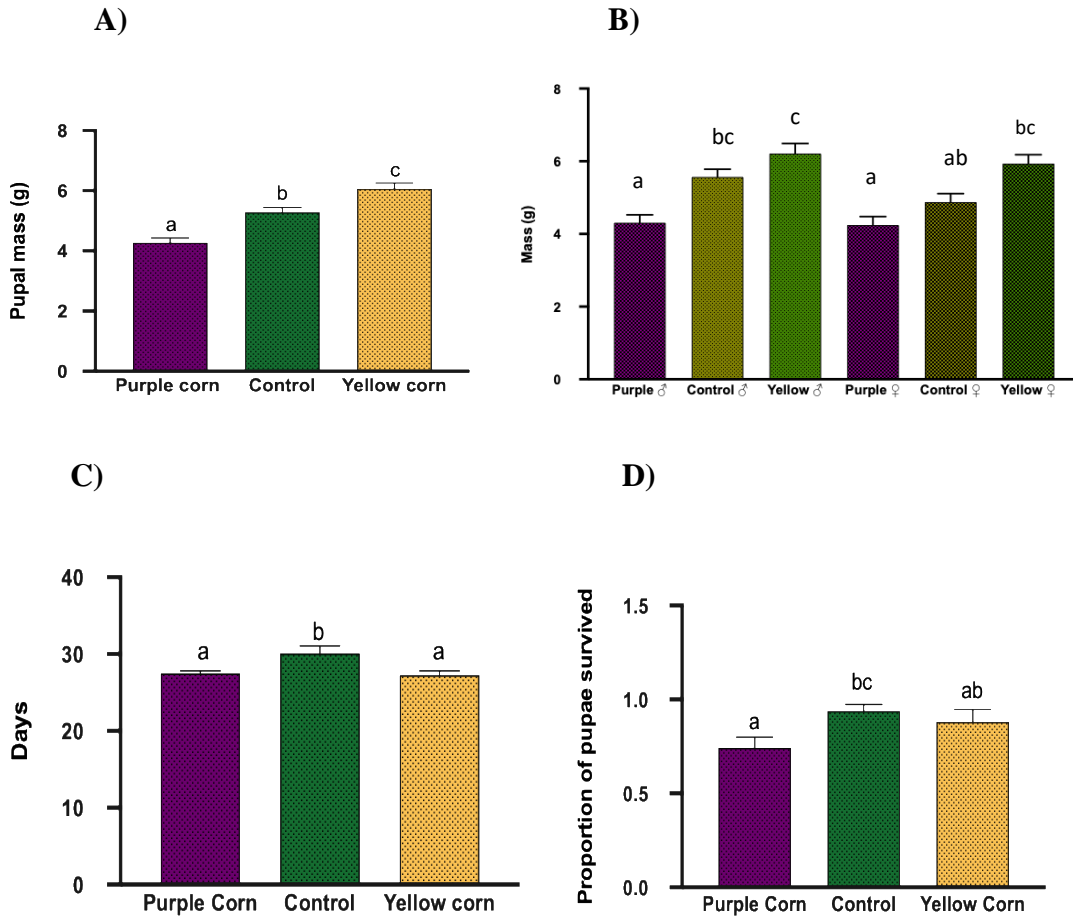 A)
B)
Pupal mass (g)
8
6
4
2
0
a
b
c
Purple corn
Control
Yellow corn
Mass (g)
8
6
4
2
0
a
bc
c
a
ab
bc
Purple ♂
Control ♂
Yellow ♂
Purple ♀
Control ♀
Yellow ♀
C)
D)
Days
40
30
20
10
0
a
b
a
Purple Corn
Control
Yellow corn
Proportion of pupae survived
1.5
1.0
0.5
0.0
a
bc
ab
Purple Corn
Control
Yellow Corn